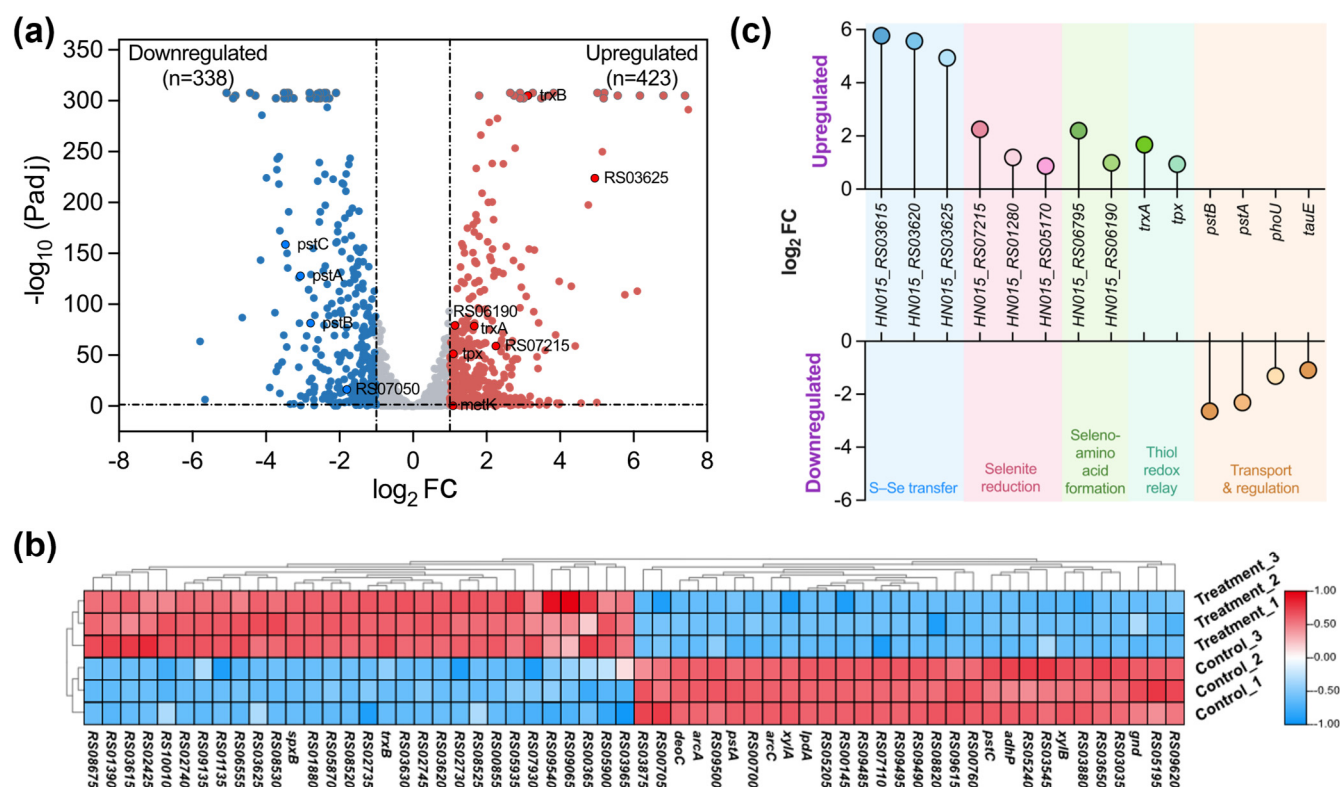 (a)
Downregulated
(n=338)
Upregulated
(n=423)
350
300
250
200
150
100
50
0
-log10 (Padj)
trxB
RS03625
pstC
pstA
pstB
RS07050
RS06190
trxA
RS07215
tpx
metK
-8
-6
-4
-2
0
2
4
6
8
log2 FC
(c)
Upregulated
log2 FC
Downregulated
6
4
2
0
HN015_RS03615
HN015_RS03620
HN015_RS03625
HN015_RS07215
HN015_RS01280
HN015_RS05170
HN015_RS06795
HN015_RS06190
trxA
tpx
pstB
pstA
phoU
tauE
0
-2
-4
-6
S–Se transfer
Selenite
reduction
Seleno-
amino
acid
formation
Thiol
redox
relay
Transport
& regulation
(b)
Treatment_3
Treatment_2
Treatment_1
Control_3
Control_2
Control_1
1.00
0.50
0.00
-0.50
-1.00
RS08675
RS01390
RS03615
RS02425
RS10010
RS02740
RS09135
RS01135
RS06555
RS03625
RS08530
spxB
RS01880
RS05870
RS08520
RS02735
trxB
RS03630
RS02745
RS03620
RS02730
RS08525
RS00855
RS05935
RS07930
RS09540
RS09065
RS03655
RS05900
RS03965
RS03875
RS00705
deoC
arcA
RS09500
pstA
RS00700
arcC
xylA
lpdA
RS05205
RS00145
RS09485
RS07110
RS09495
RS09490
RS08820
RS09615
RS00760
pstC
adhP
RS05240
RS03545
xylB
RS03880
RS03650
RS03035
gnd
RS05195
RS09620